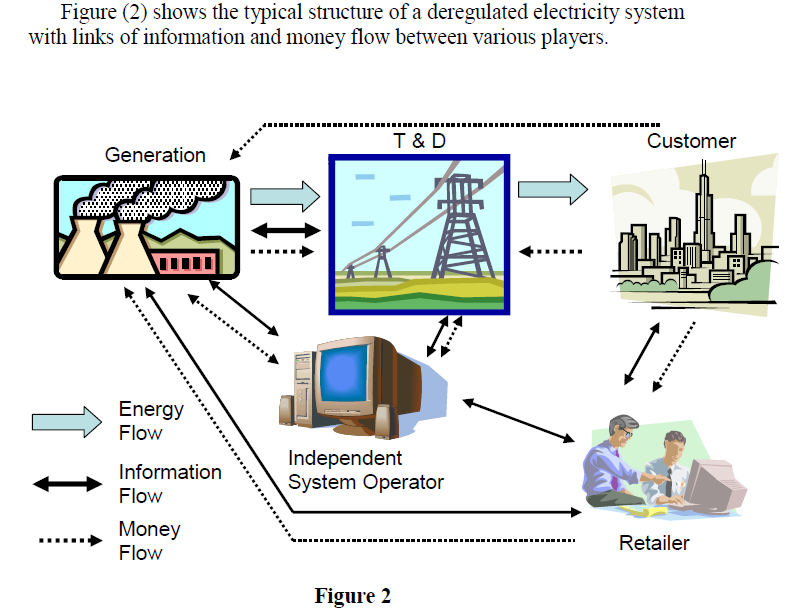 Figure (2) shows the typical structure of a deregulated electricity system
with links of information and money flow between various players.
T & D
Customer
Generation
Energy
Flow
Information
Flow
Money
Flow
Independent
System Operator
Retailer
Figure 2